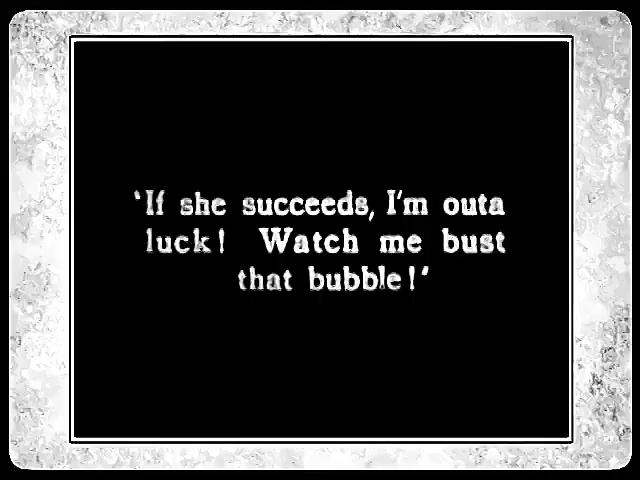 'If she succeeds, I'm outa
luck! Watch me bust
that bubble!'